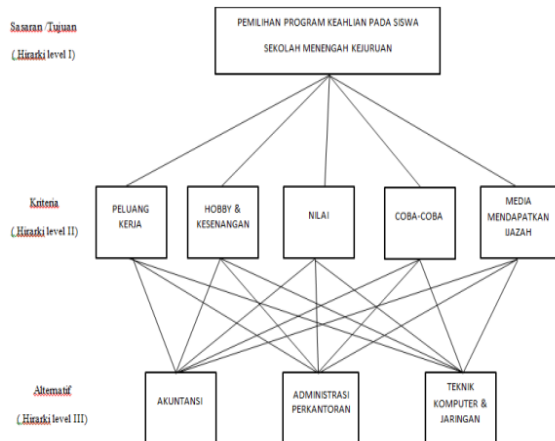 Sasaran /Tujuan
( Hirarki level I)
PEMILIHAN PROGRAM KEAHLIAN PADA SISWA
SEKOLAH MENENGAH KEJURUAN
Kriteria
( Hirarki level II)
PELUANG
KERJA
HOBBY &
KESENANGAN
NILAI
COBA-COBA
MEDIA
MENDAPATKAN
IJAZAH
Alternatif
( Hirarki level III)
AKUNTANSI
ADMINISTRASI
PERKANTORAN
TEKNIK
KOMPUTER &
JARINGAN